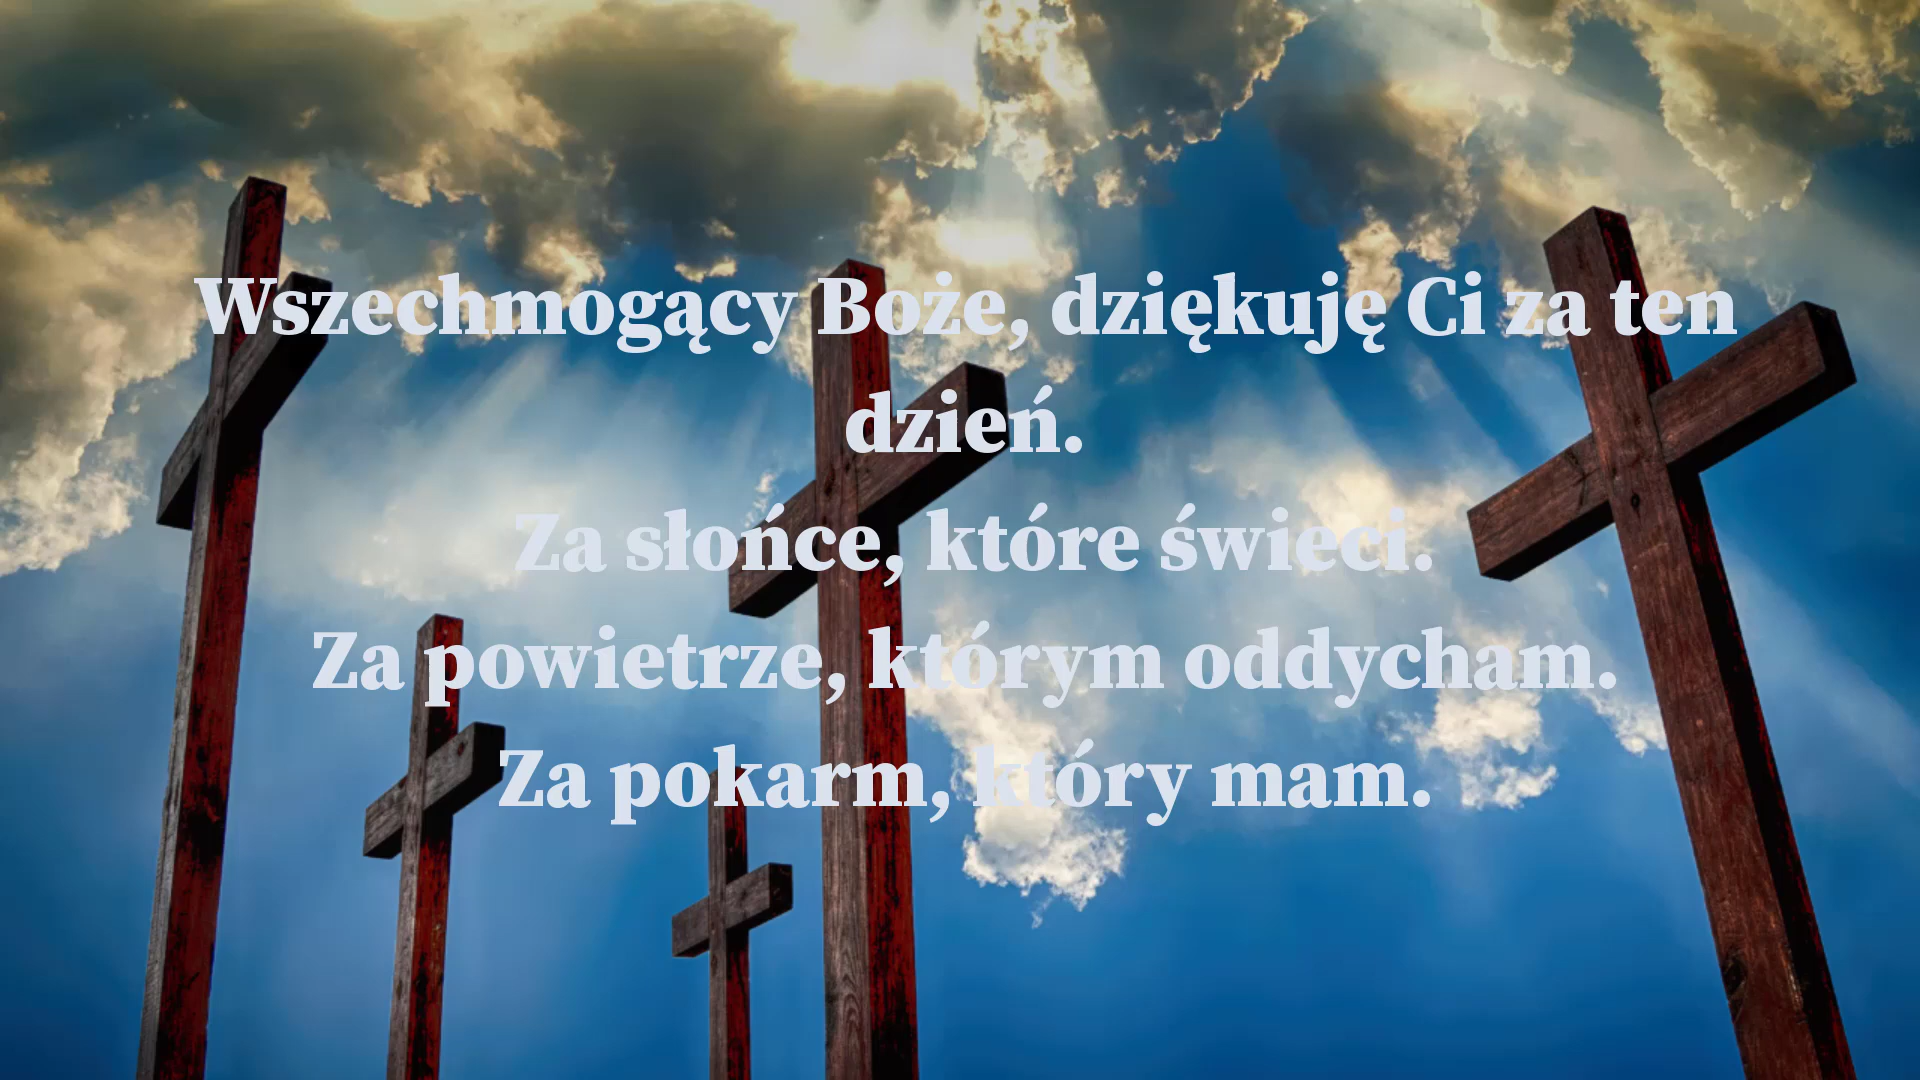 Wszechmogący Boże, dziękuję Ci za ten
dzień.
Za słońce, które świeci.
Za powietrze, którym oddycham.
Za pokarm, który mam.